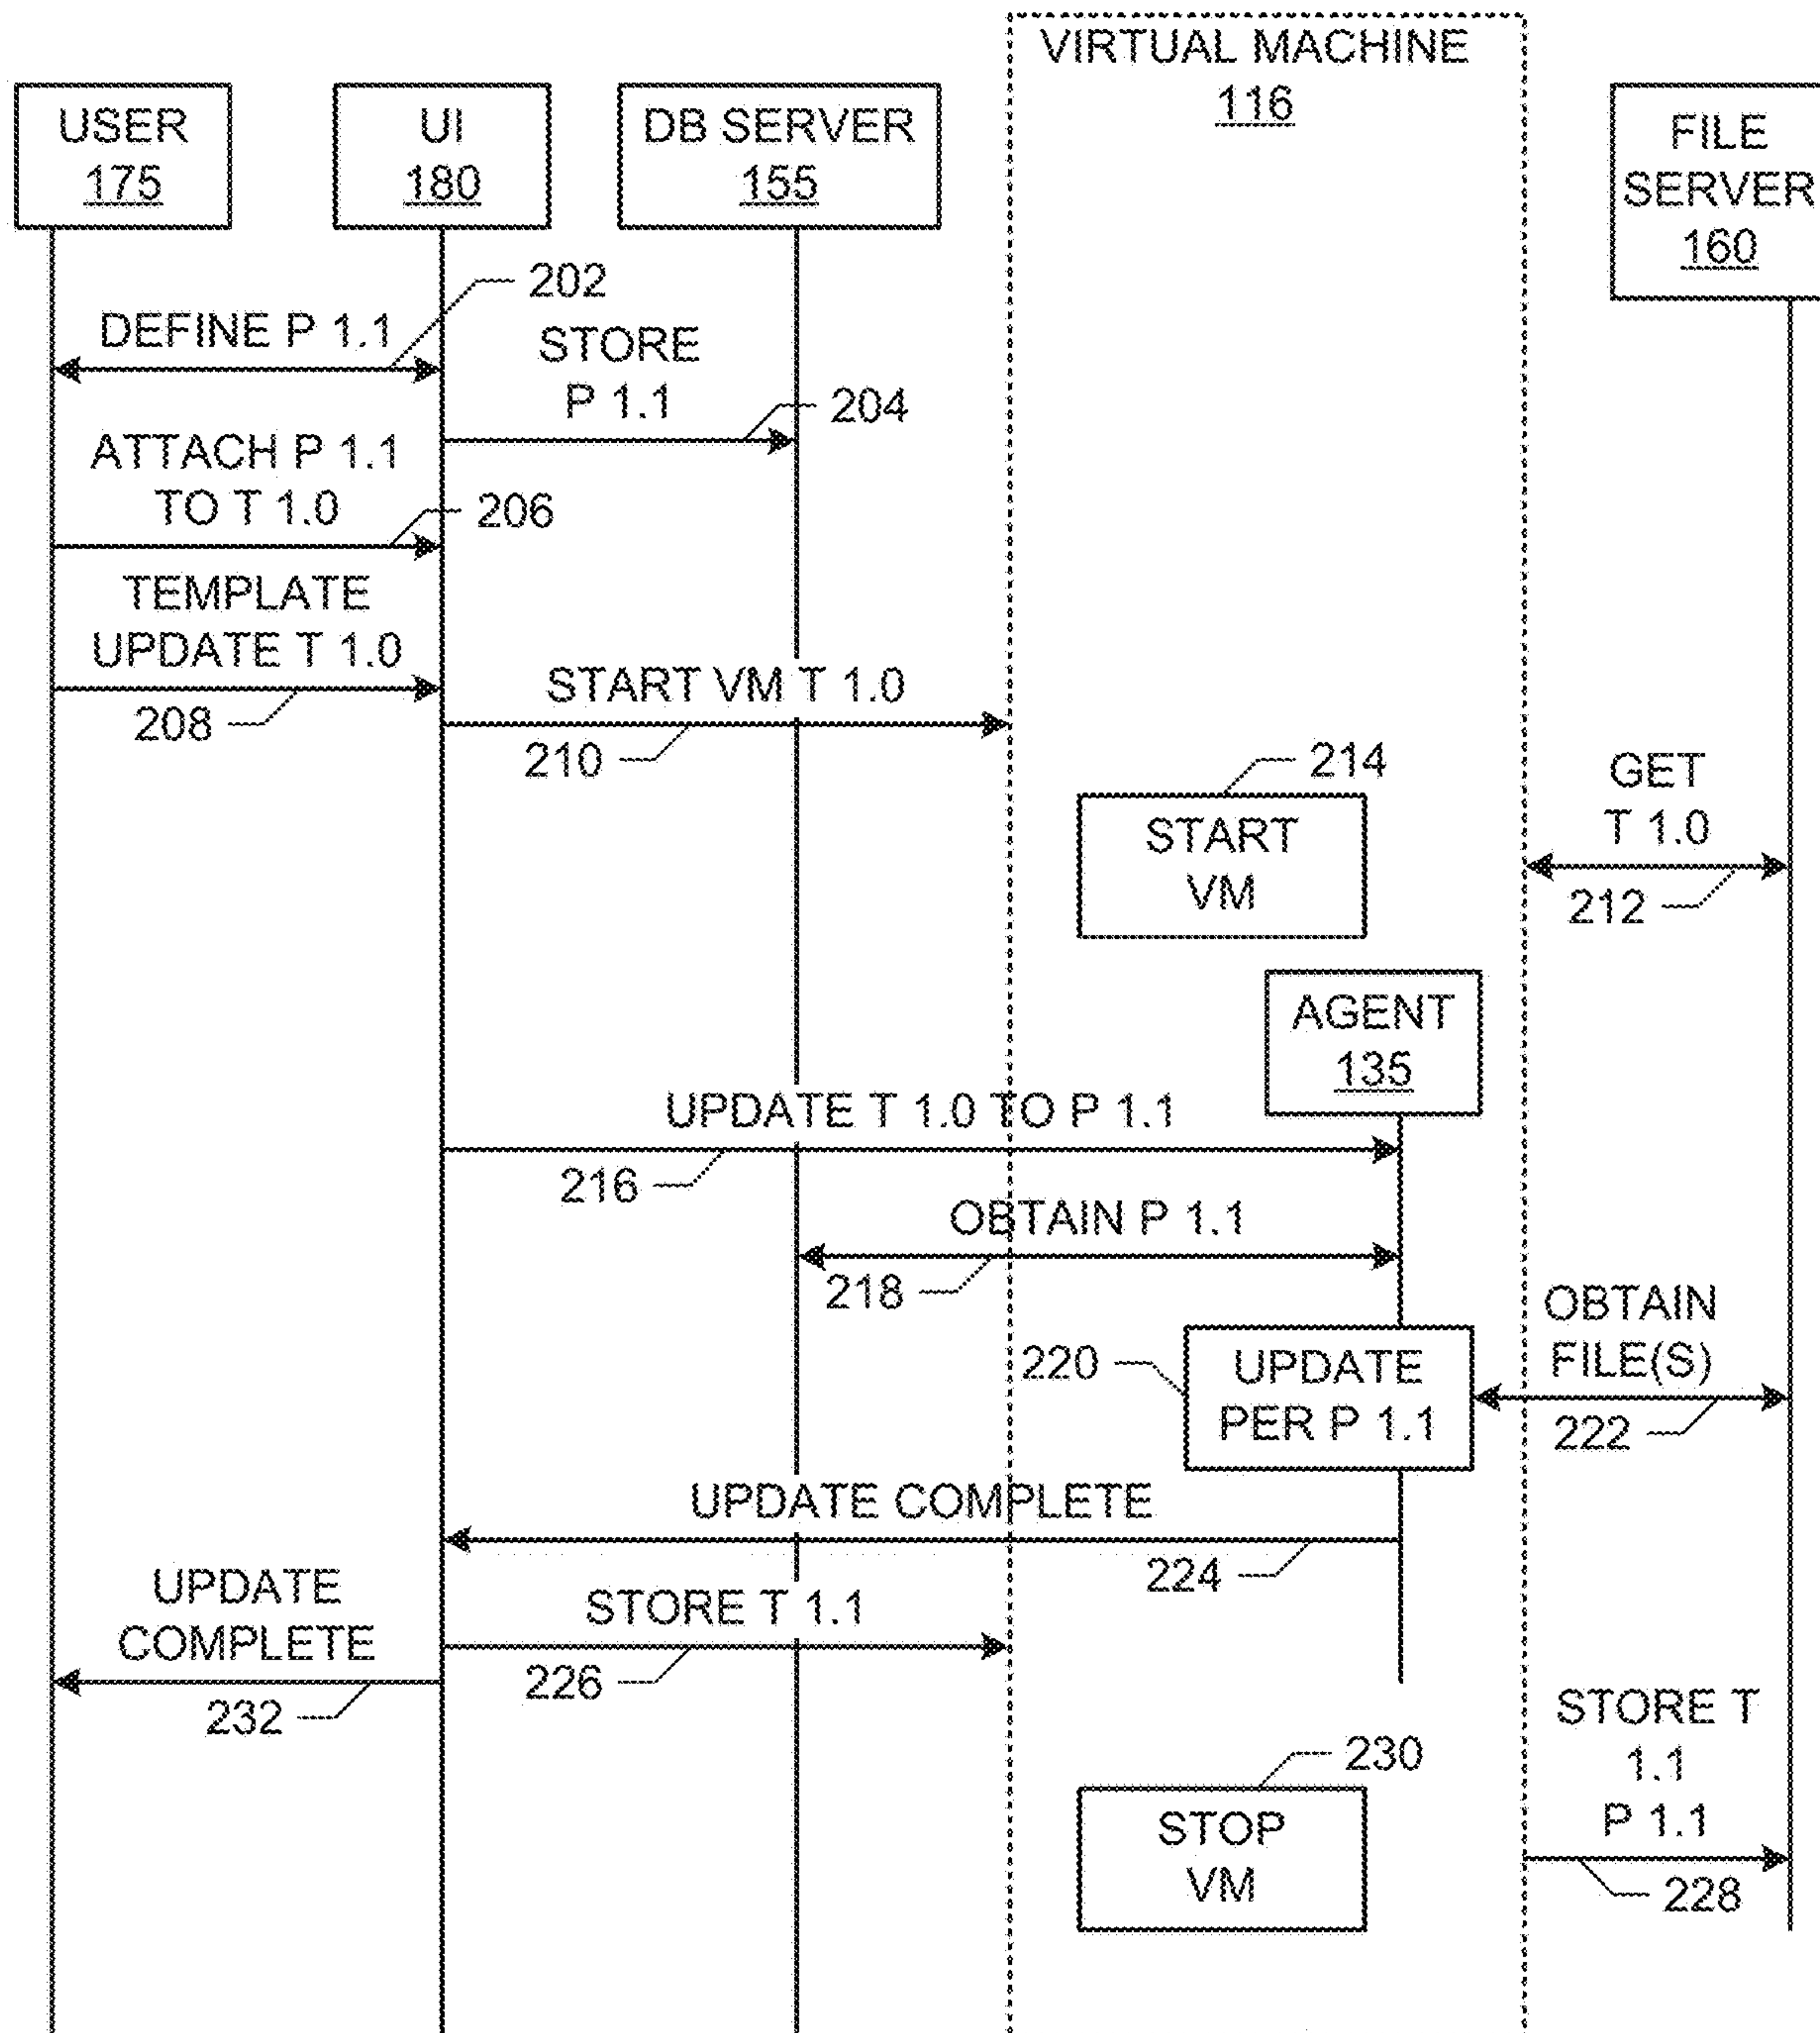 VIRTUAL MACHINE
116
USER
175
UI
180
DB SERVER
155
FILE
SERVER
160
202
DEFINE P 1.1
STORE
P 1.1
204
ATTACH P 1.1
TO T 1.0
206
TEMPLATE
UPDATE T 1.0
208
START VM T 1.0
210
214
START
VM
GET
T 1.0
212
AGENT
135
UPDATE T 1.0 TO P 1.1
216
OBTAIN P 1.1
218
220
UPDATE
PER P 1.1
OBTAIN
FILE(S)
222
UPDATE COMPLETE
224
UPDATE
COMPLETE
232
STORE T 1.1
226
230
STOP
VM
STORE T
1.1
P 1.1
228